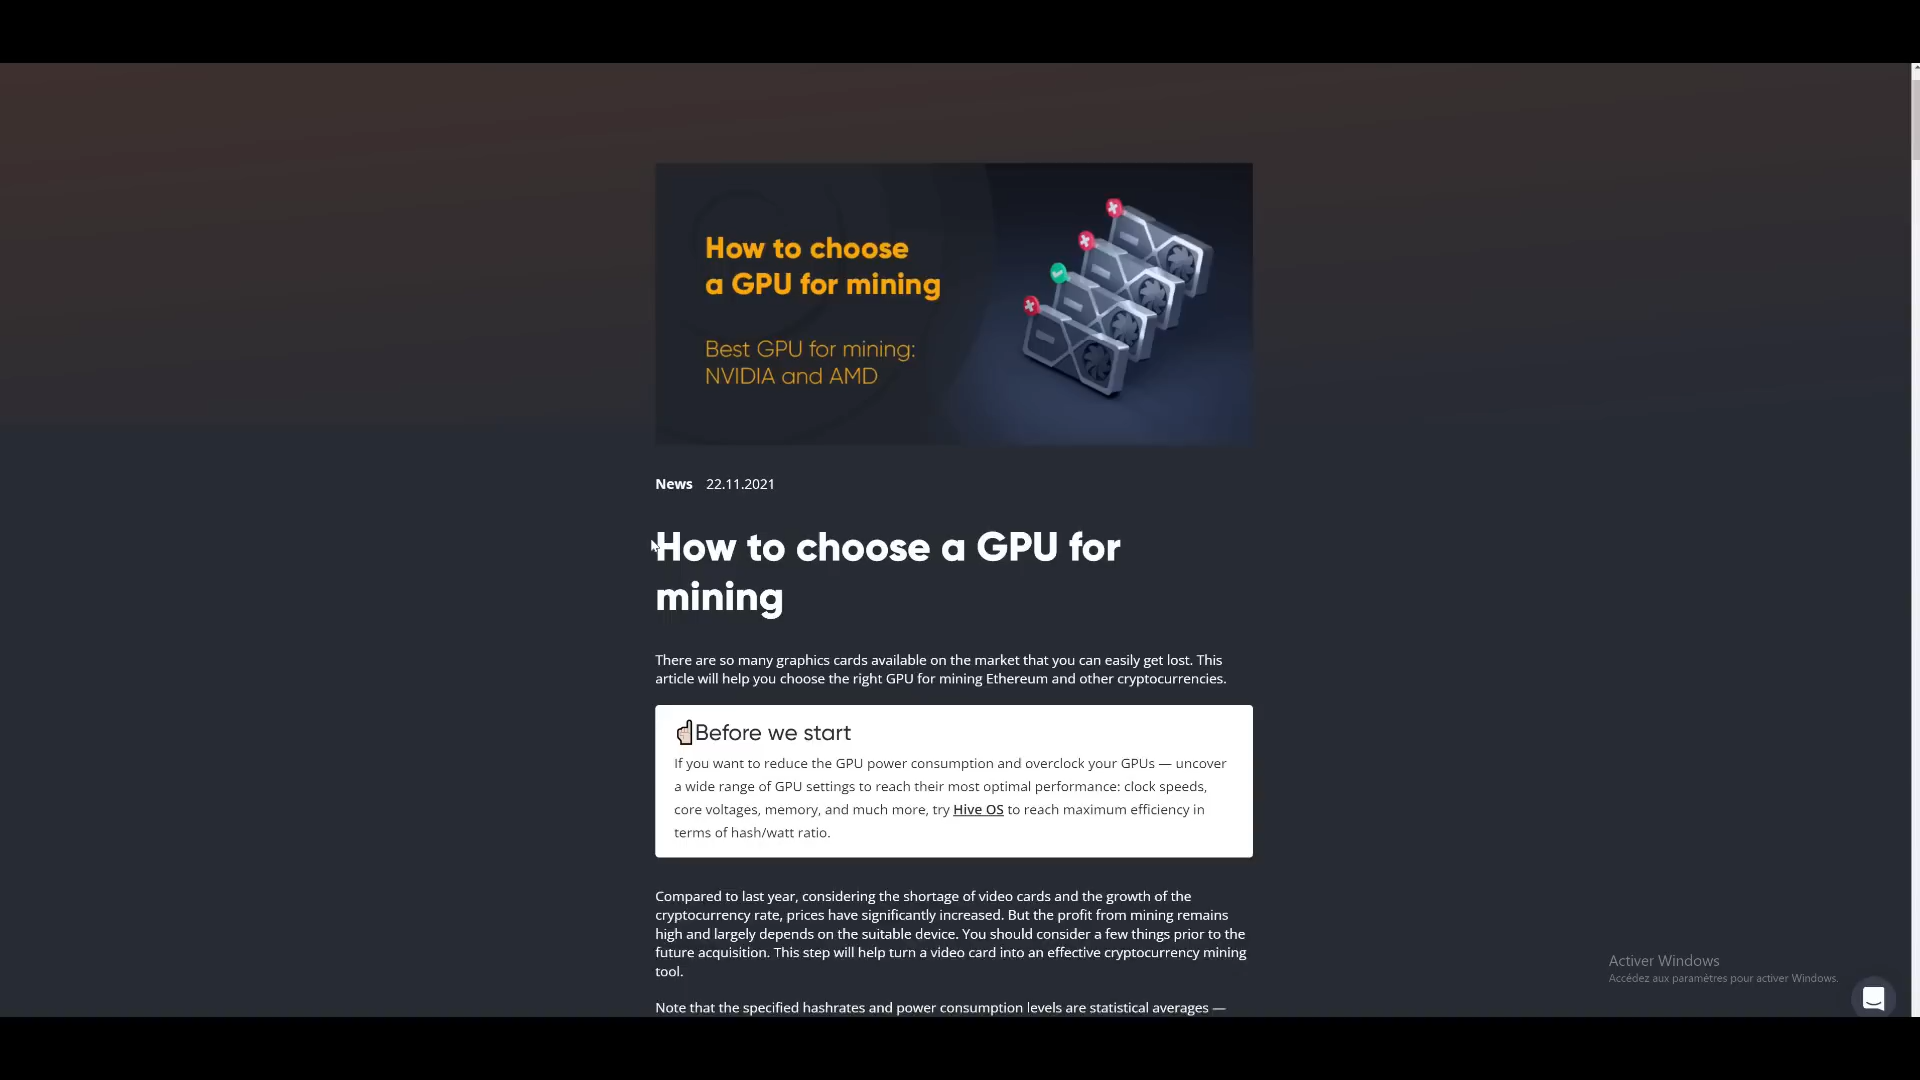 How to choose
a GPU for mining
Best GPU for mining:
NVIDIA and AMD
News 22.11.2021
How to choose a GPU for
mining
There are so many graphics cards available on the market that you can easily get lost. This
article will help you choose the right GPU for mining Ethereum and other cryptocurrencies.
☝🏻Before we start
If you want to reduce the GPU power consumption and overclock your GPUs — uncover
a wide range of GPU settings to reach their most optimal performance: clock speeds,
core voltages, memory, and much more, try Hive OS to reach maximum efficiency in
terms of hash/watt ratio.
Compared to last year, considering the shortage of video cards and the growth of the
cryptocurrency rate, prices have significantly increased. But the profit from mining remains
high and largely depends on the suitable device. You should consider a few things prior to the
future acquisition. This step will help turn a video card into an effective cryptocurrency mining
tool.
Note that the specified hashrates and power consumption levels are statistical averages —
Activer Windows
Accédez aux paramètres pour activer Windows.